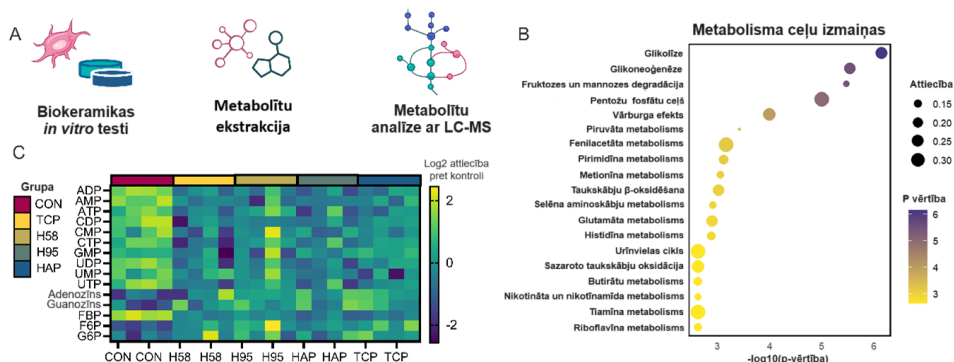 A
Biokeramikas
in vitro testi
Metabolītu
ekstrakcija
Metabolītu
analīze ar LC-MS
B
Metabolisma ceļu izmaiņas
Glikolīze
Glikoneoģenēze
Fruktozes un mannozes degradācija
Pentožu fosfātu ceļš
Vārburga efekts
Piruvāta metabolisms
Fenilacetāta metabolisms
Pirimidīna metabolisms
Metionīna metabolisms
Taukskābju β-oksidēšana
Selēna aminoskābju metabolisms
Glutamāta metabolisms
Histidīna metabolisms
Urīnvielas cikls
Sazaroto taukskābju oksidācija
Butirātu metabolisms
Nikotināta un nikotīnamīda metabolisms
Tiamīna metabolisms
Riboflavīna metabolisms
3
4
5
6
-log10(p-vērtība)
Attiecība
0.15
0.20
0.25
0.30
P vērtība
6
5
4
3
C
Grupa
CON
TCP
H58
H95
HAP
ADP
AMP
ATP
CDP
CMP
CTP
GMP
UDP
UMP
UTP
Adenozīns
Guanozīns
FBP
F6P
G6P
CON CON H58 H58 H95 H95 HAP HAP TCP TCP
Log2 attiecība
pret kontroli
2
0
-2